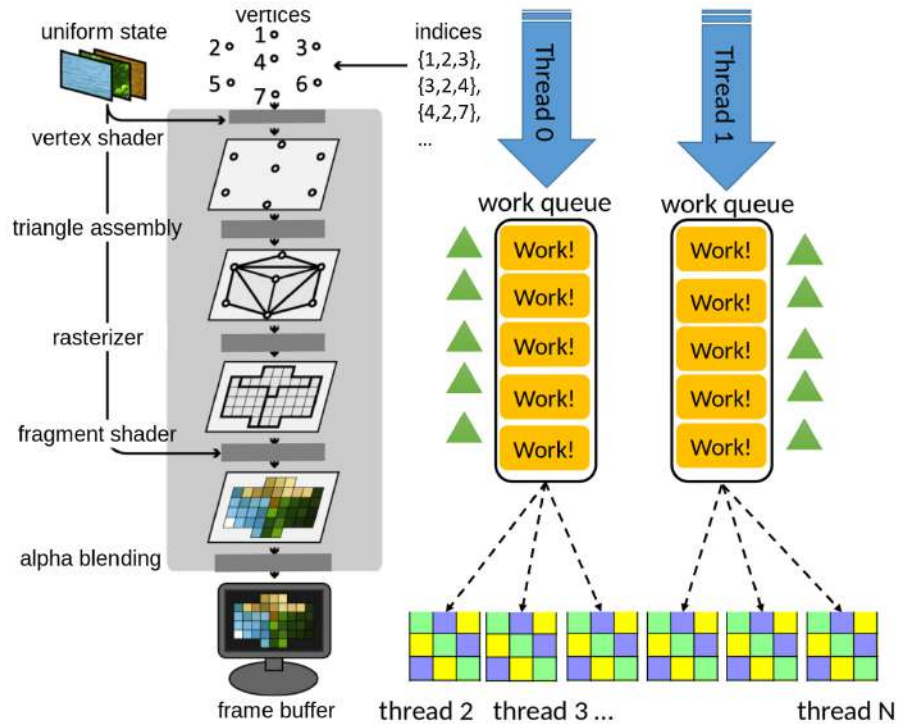 vertices
uniform state
1
2
3
4
5
6
7
indices
{1,2,3},
{3,2,4},
{4,2,7},
...
vertex shader
triangle assembly
rasterizer
fragment shader
alpha blending
frame buffer
Thread 0
work queue
Work!
Work!
Work!
Work!
Work!
Thread 1
work queue
Work!
Work!
Work!
Work!
Work!
thread 2
thread 3 ...
thread N